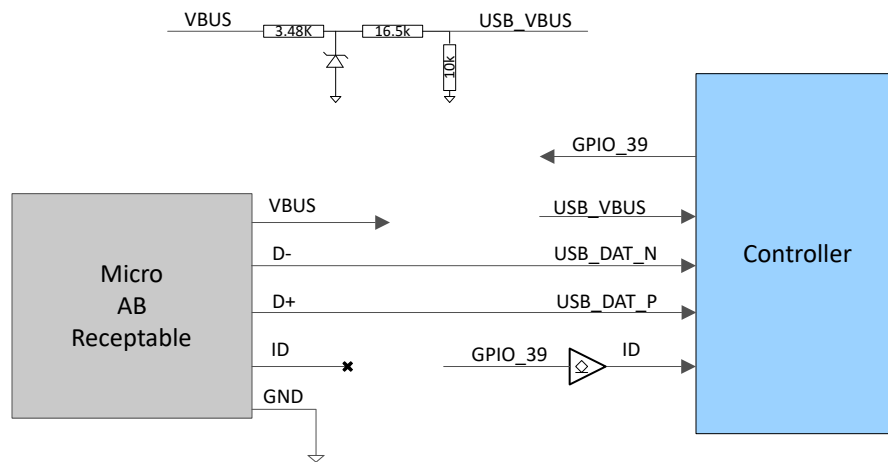 VBUS 3.48K 16.5k USB_VBUS
10k
GPIO_39
VBUS
USB_VBUS
D-
USB_DAT_N
Micro
AB
Receptable
Controller
D+
USB_DAT_P
ID
GPIO_39
ID
GND